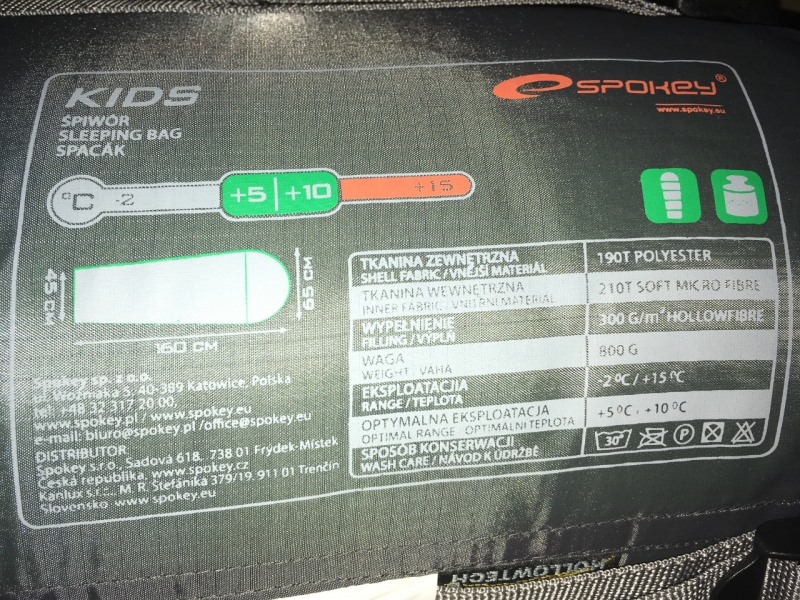 KIDS
ŚPIWÓR
SLEEPING BAG
SPACÁK
SPOKEY®
www.spokey.eu
°C -2 +5 +10 +15
45 CM
65 CM
160 CM
TKANINA ZEWNĘTRZNA
SHELL FABRIC / VNĚJŠÍ MATERIÁL
190T POLYESTER
TKANINA WEWNĘTRZNA
INNER FABRIC / VNITŘNÍ MATERIÁL
210T SOFT MICRO FIBRE
WYPEŁNIENIE
FILLING / VÝPLŇ
300 G/m² HOLLOWFIBRE
WAGA
WEIGHT / VÁHA
800 G
EKSPLOATACJIA
RANGE / TEPLOTA
-2 °C / +15 °C
OPTYMALNA EKSPLOATACJA
OPTIMAL RANGE / OPTIMALNÍ TEPLOTA
+5 °C, +10 °C
SPOSÓB KONSERWACJI
WASH CARE / NÁVOD K ÚDRŽBĚ
30° P
Spokey sp. z o.o.
ul. Woźniaka 5, 40-389 Katowice, Polska
tel: +48 32 317 20 00,
www.spokey.pl / www.spokey.eu
e-mail: biuro@spokey.pl / office@spokey.eu
DISTRIBUTOR:
Spokey s.r.o., Sadová 618, 738 01 Frýdek-Místek
Česká republika, www.spokey.cz
Kanlux s.r.o., M. R. Štefánika 379/19, 911 01 Trenčín
Slovensko www.spokey.eu
HOLLOWTECH